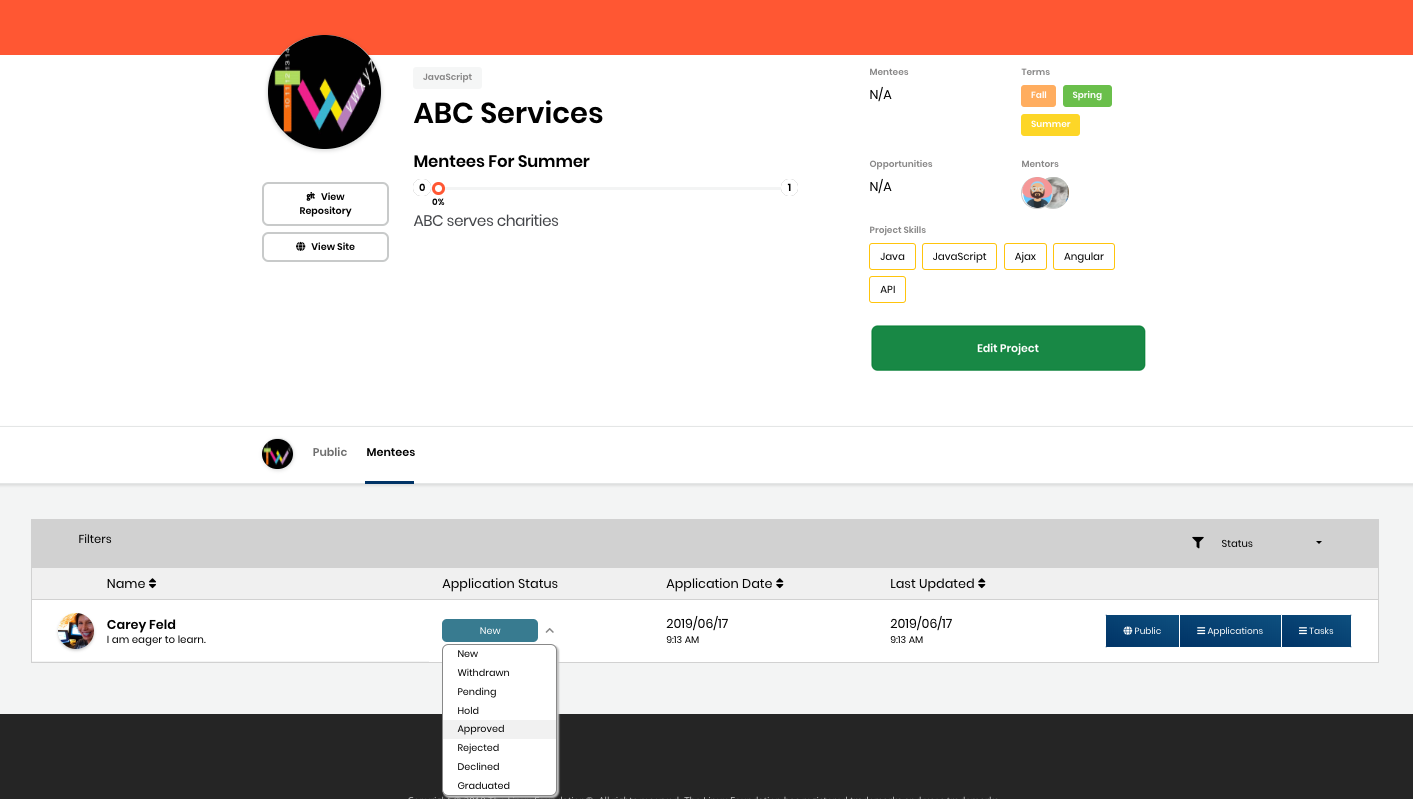 JavaScript
ABC Services
Mentees For Summer
0
1
0%
ABC serves charities
View
Repository
View Site
Mentees
N/A
Terms
Fall Spring
Summer
Opportunities
N/A
Mentors
Project Skills
Java JavaScript Ajax Angular
API
Edit Project
Public Mentees
Filters
Status
Name Application Status Application Date Last Updated
Carey Feld
I am eager to learn.
New
2019/06/17
9:13 AM
2019/06/17
9:13 AM
Public Applications Tasks
New
Withdrawn
Pending
Hold
Approved
Rejected
Declined
Graduated